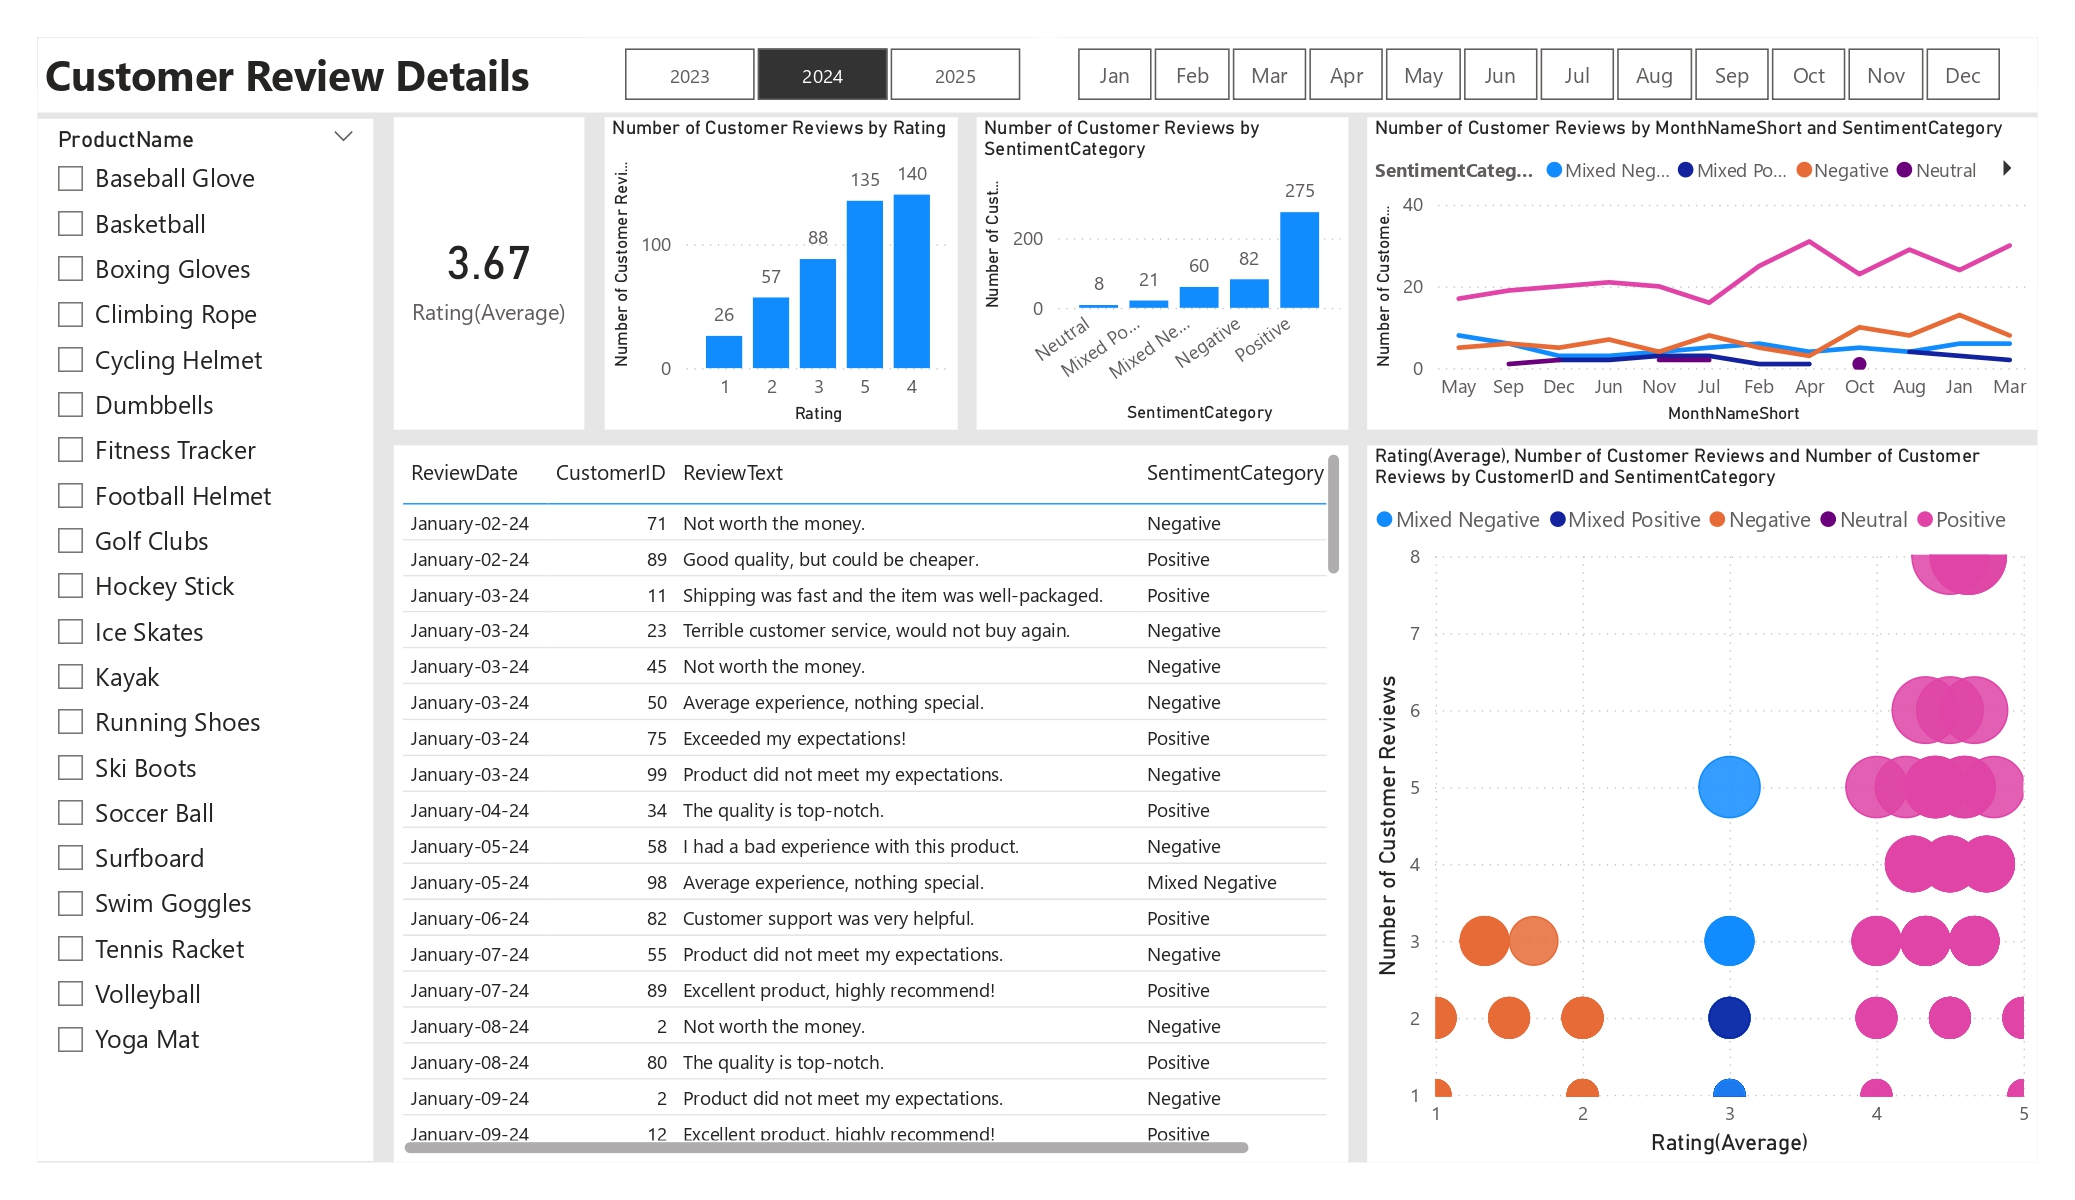 Customer Review Details
2023 2024 2025
Jan Feb Mar Apr May Jun Jul Aug Sep Oct Nov Dec
ProductName
Baseball Glove
Basketball
Boxing Gloves
Climbing Rope
Cycling Helmet
Dumbbells
Fitness Tracker
Football Helmet
Golf Clubs
Hockey Stick
Ice Skates
Kayak
Running Shoes
Ski Boots
Soccer Ball
Surfboard
Swim Goggles
Tennis Racket
Volleyball
Yoga Mat
3.67
Rating(Average)
Number of Customer Reviews by Rating
Number of Customer Revi...
100
0
26
57
88
135
140
1 2 3 5 4
Rating
Number of Customer Reviews by
SentimentCategory
Number of Cust...
200
0
8
21
60
82
275
Neutral
Mixed Po...
Mixed Ne...
Negative
Positive
SentimentCategory
Number of Customer Reviews by MonthNameShort and SentimentCategory
SentimentCateg... Mixed Neg... Mixed Po... Negative Neutral
Number of Custome...
40
20
0
May Sep Dec Jun Nov Jul Feb Apr Oct Aug Jan Mar
MonthNameShort
ReviewDate CustomerID ReviewText SentimentCategory
January-02-24 71 Not worth the money. Negative
January-02-24 89 Good quality, but could be cheaper. Positive
January-03-24 11 Shipping was fast and the item was well-packaged. Positive
January-03-24 23 Terrible customer service, would not buy again. Negative
January-03-24 45 Not worth the money. Negative
January-03-24 50 Average experience, nothing special. Negative
January-03-24 75 Exceeded my expectations! Positive
January-03-24 99 Product did not meet my expectations. Negative
January-04-24 34 The quality is top-notch. Positive
January-05-24 58 I had a bad experience with this product. Negative
January-05-24 98 Average experience, nothing special. Mixed Negative
January-06-24 82 Customer support was very helpful. Positive
January-07-24 55 Product did not meet my expectations. Negative
January-07-24 89 Excellent product, highly recommend! Positive
January-08-24 2 Not worth the money. Negative
January-08-24 80 The quality is top-notch. Positive
January-09-24 2 Product did not meet my expectations. Negative
January-09-24 12 Excellent product, highly recommend! Positive
Rating(Average), Number of Customer Reviews and Number of Customer
Reviews by CustomerID and SentimentCategory
Mixed Negative Mixed Positive Negative Neutral Positive
Number of Customer Reviews
8
7
6
5
4
3
2
1
1 2 3 4 5
Rating(Average)